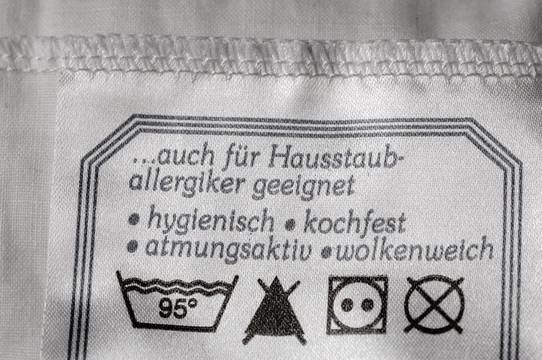 ...auch für Hausstaub-
allergiker geeignet
• hygienisch • kochfest
• atmungsaktiv • wolkenweich
95°